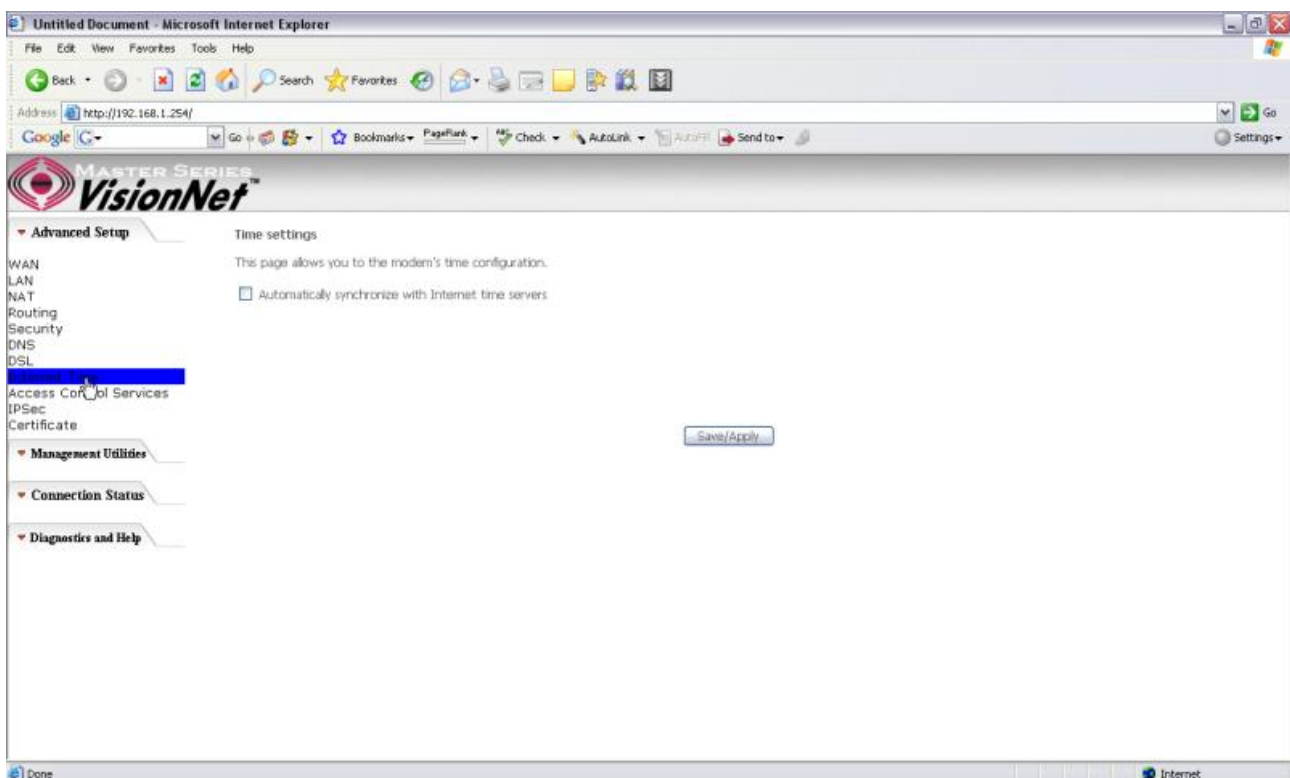 Untitled Document - Microsoft Internet Explorer
File Edit View Favorites Tools Help
Back Search Favorites
Address http://192.168.1.254/ Go
Google G Go Bookmarks PageRank Check AutoLink AutoFill Send to Settings
MASTER SERIES
VisionNet™
Advanced Setup
Time settings
This page allows you to the modem's time configuration.
Automatically synchronize with Internet time servers
WAN
LAN
NAT
Routing
Security
DNS
DSL
Access Control Services
IPSec
Certificate
Save/Apply
Management Utilities
Connection Status
Diagnostics and Help
Done Internet